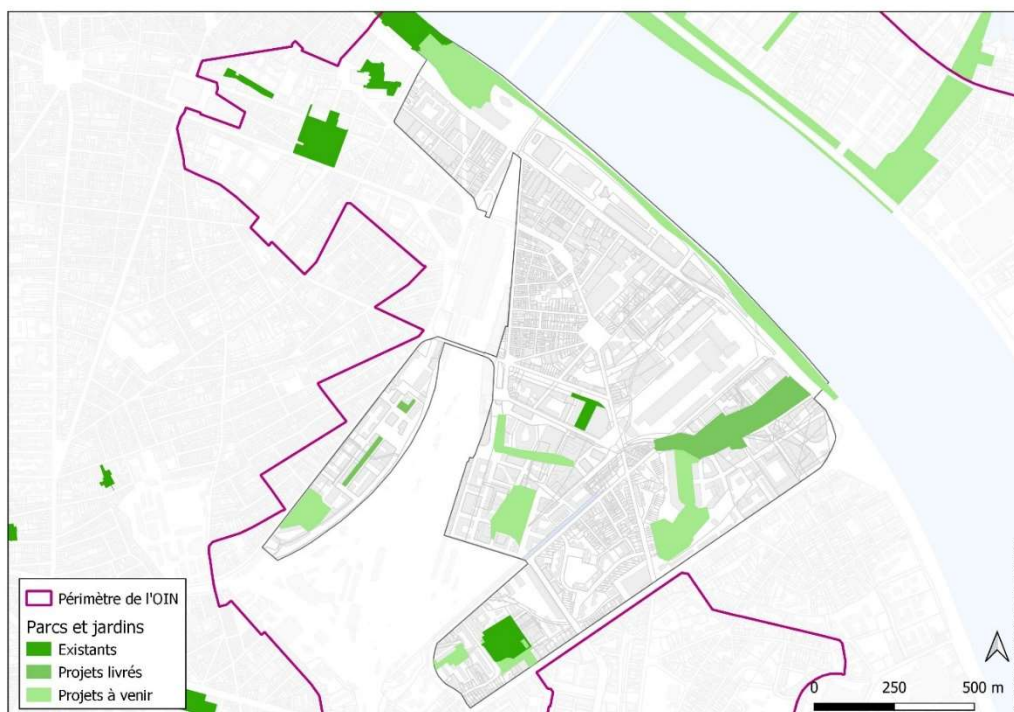 Périmètre de l'OIN
Parcs et jardins
Existants
Projets livrés
Projets à venir
0 250 500 m